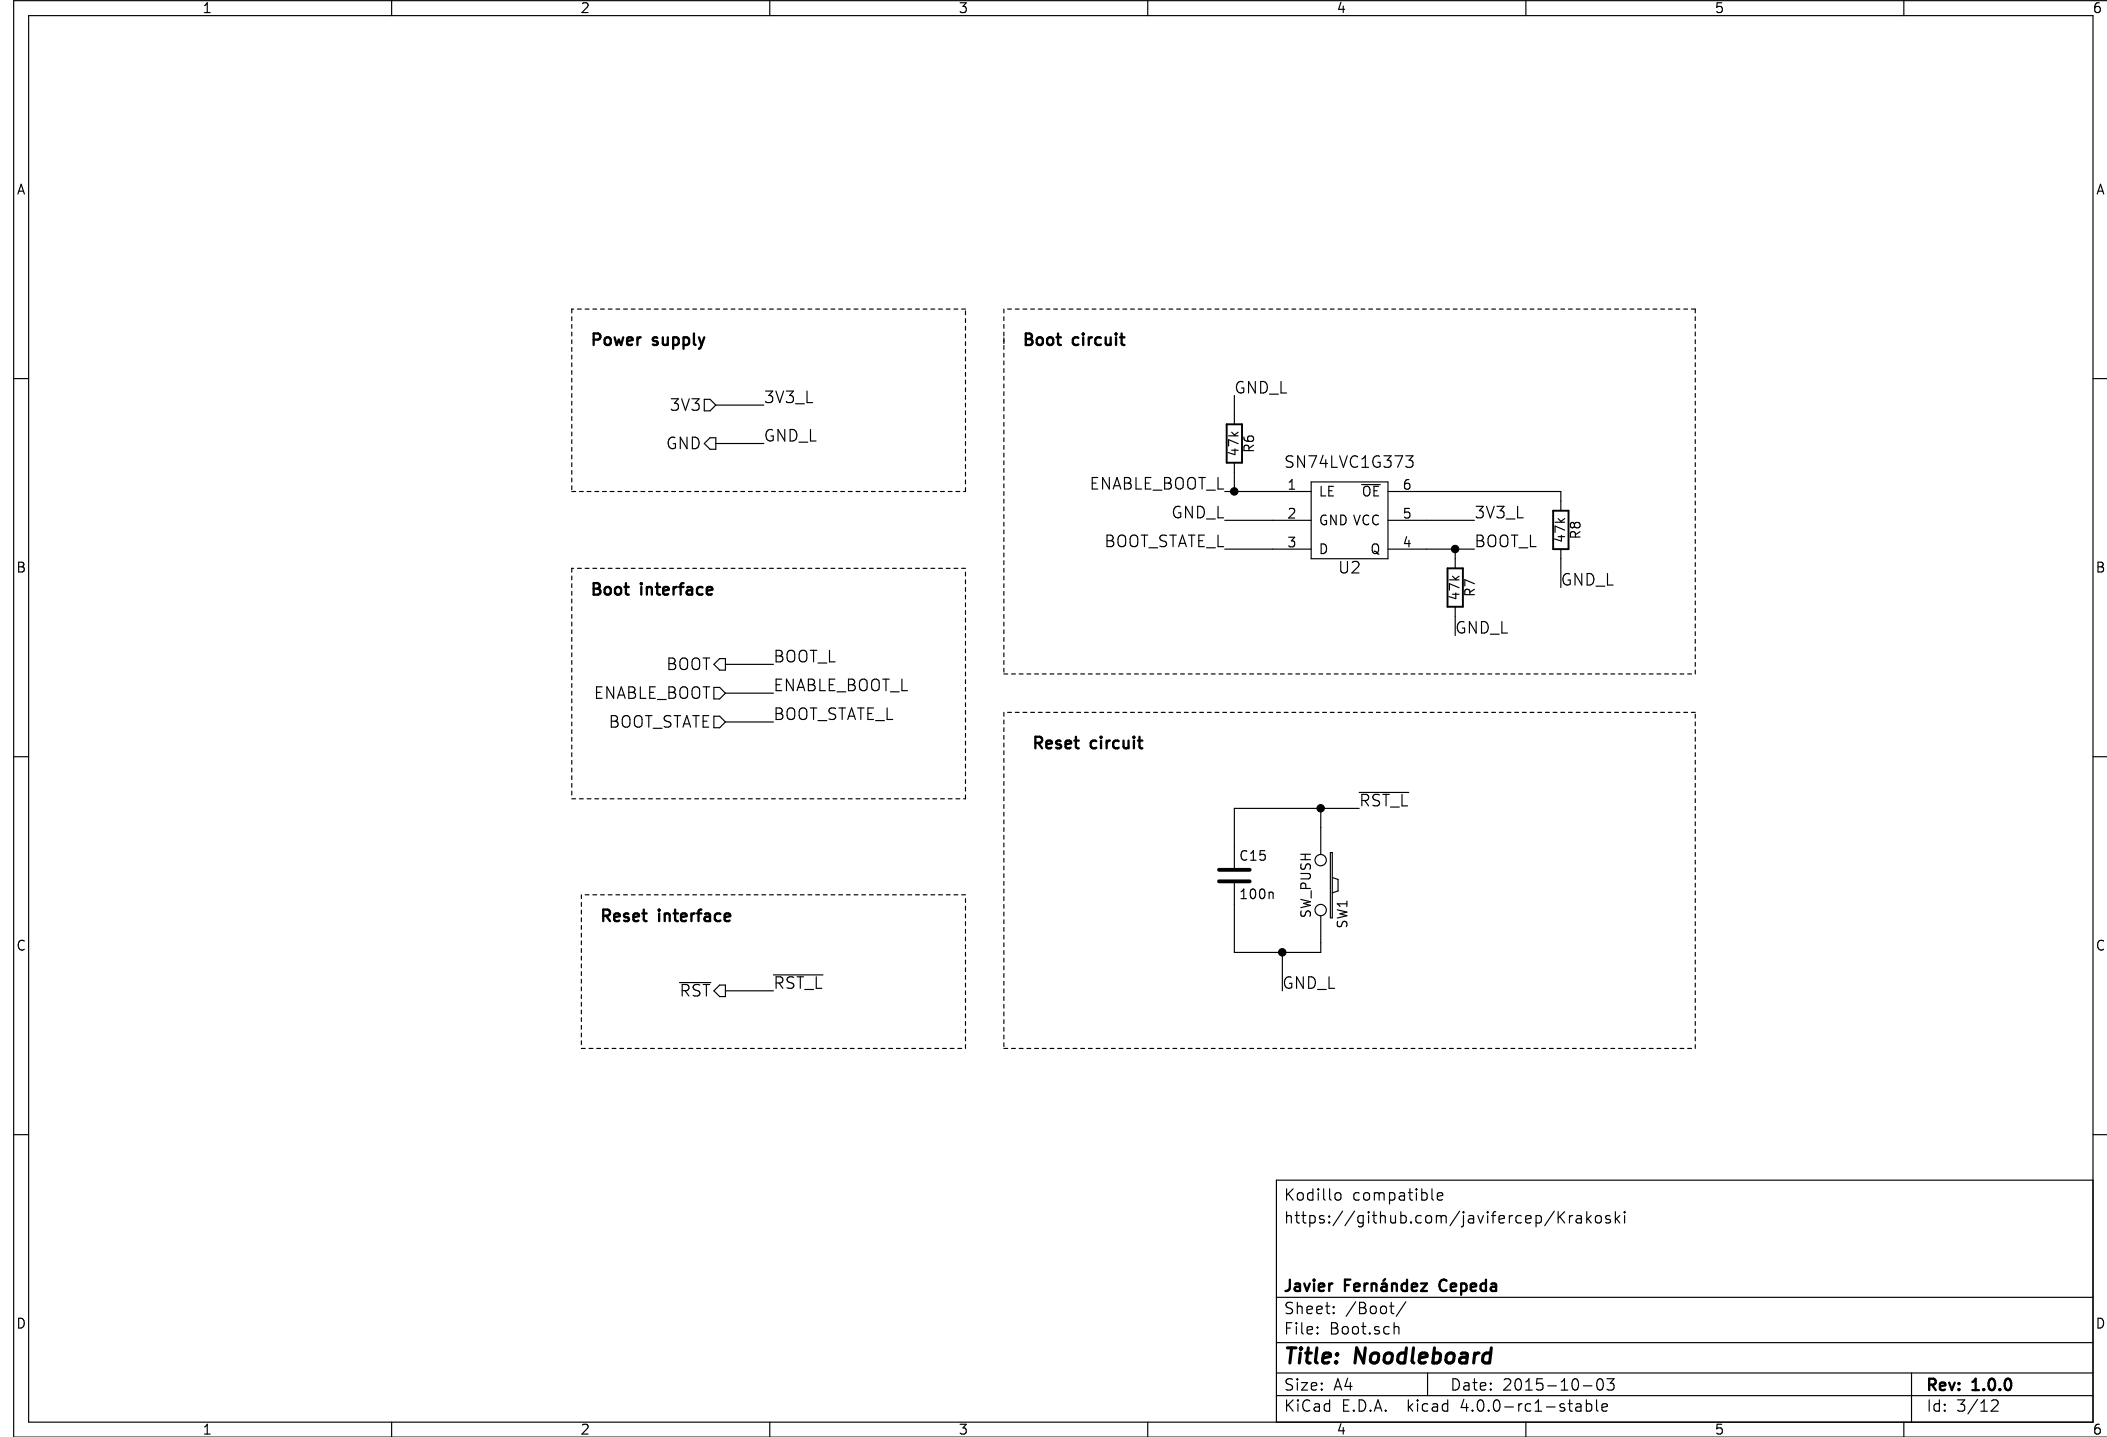 1 2 3 4 5 6
A A
Power supply
3V3 3V3_L
GND GND_L
Boot circuit
GND_L
47k R6
SN74LVC1G373
ENABLE_BOOT_L 1 LE OE 6
GND_L 2 GND VCC 5 3V3_L
BOOT_STATE_L 3 D Q 4 BOOT_L
U2
47k R8
GND_L
47k R7
GND_L
B B
Boot interface
BOOT BOOT_L
ENABLE_BOOT ENABLE_BOOT_L
BOOT_STATE BOOT_STATE_L
Reset circuit
RST_L
C15
100n
SW_PUSH
SW1
GND_L
C C
Reset interface
RST RST_L
Kodillo compatible
https://github.com/javifercep/Krakoski
Javier Fernández Cepeda
Sheet: /Boot/
File: Boot.sch
D D
Title: Noodleboard
Size: A4 Date: 2015-10-03 Rev: 1.0.0
KiCad E.D.A. kicad 4.0.0-rc1-stable Id: 3/12
1 2 3 4 5 6